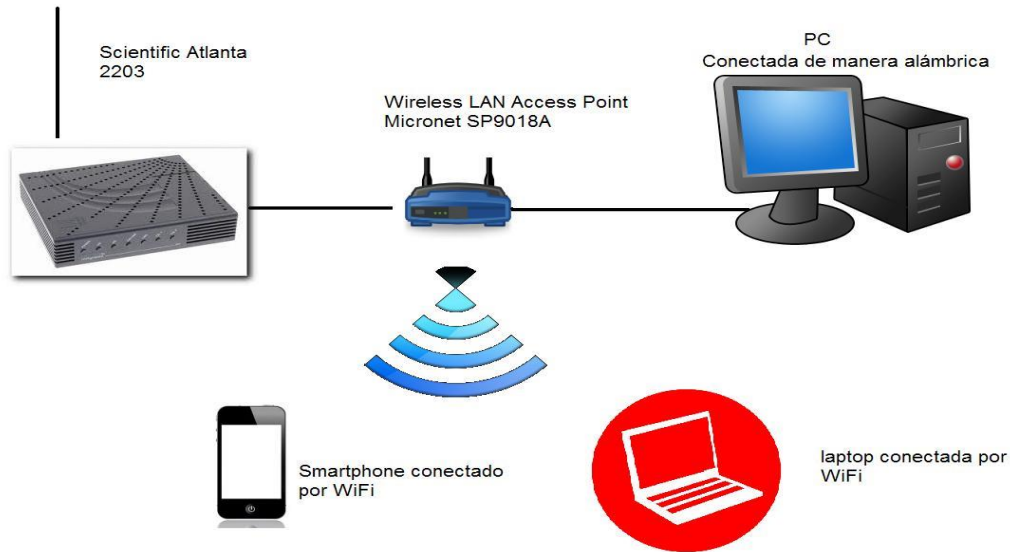 Scientific Atlanta
2203
PC
Conectada de manera alámbrica
Wireless LAN Access Point
Micronet SP9018A
Smartphone conectado
por WiFi
laptop conectada por
WiFi